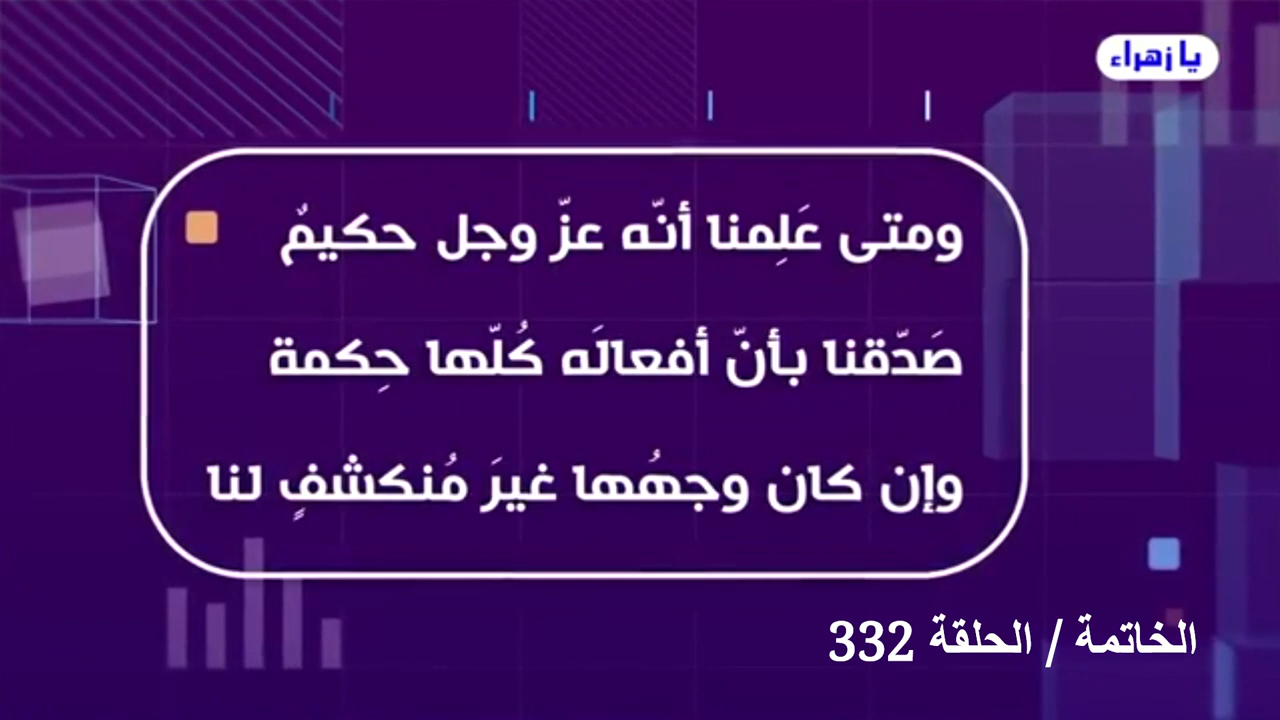 يا زهراء
ومتى عَلِمنا أنّه عزّ وجل حكيمٌ
صَدّقنا بأنّ أفعالَه كُلّها حِكمة
وإن كان وجهُها غيرَ مُنكشفٍ لنا
الخاتمة / الحلقة 332